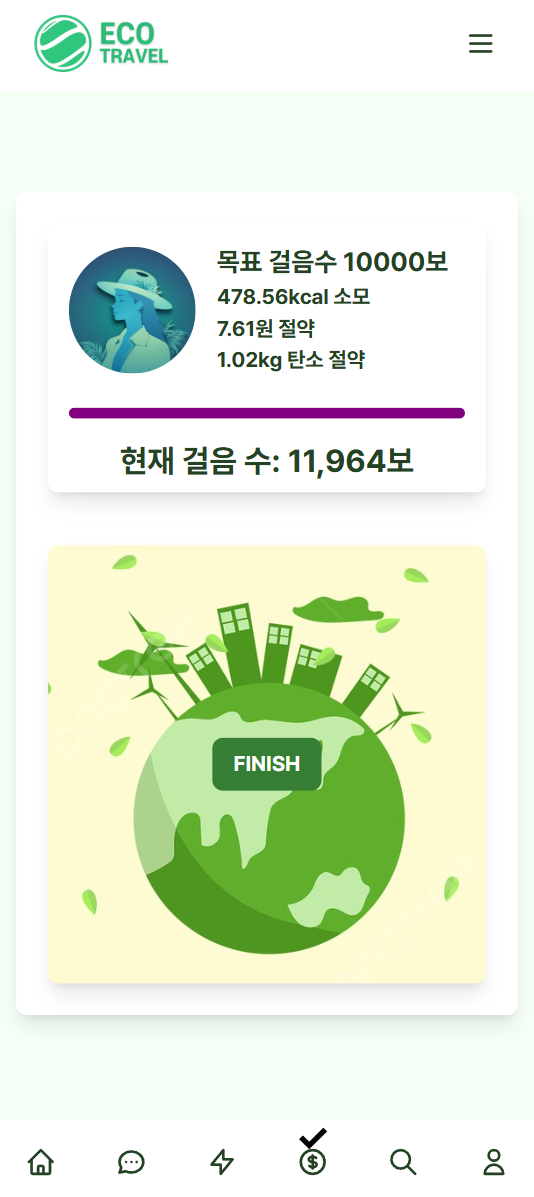 ECO
TRAVEL
목표 걸음수 10000보
478.56kcal 소모
7.61원 절약
1.02kg 탄소 절약
현재 걸음 수: 11,964보
FINISH